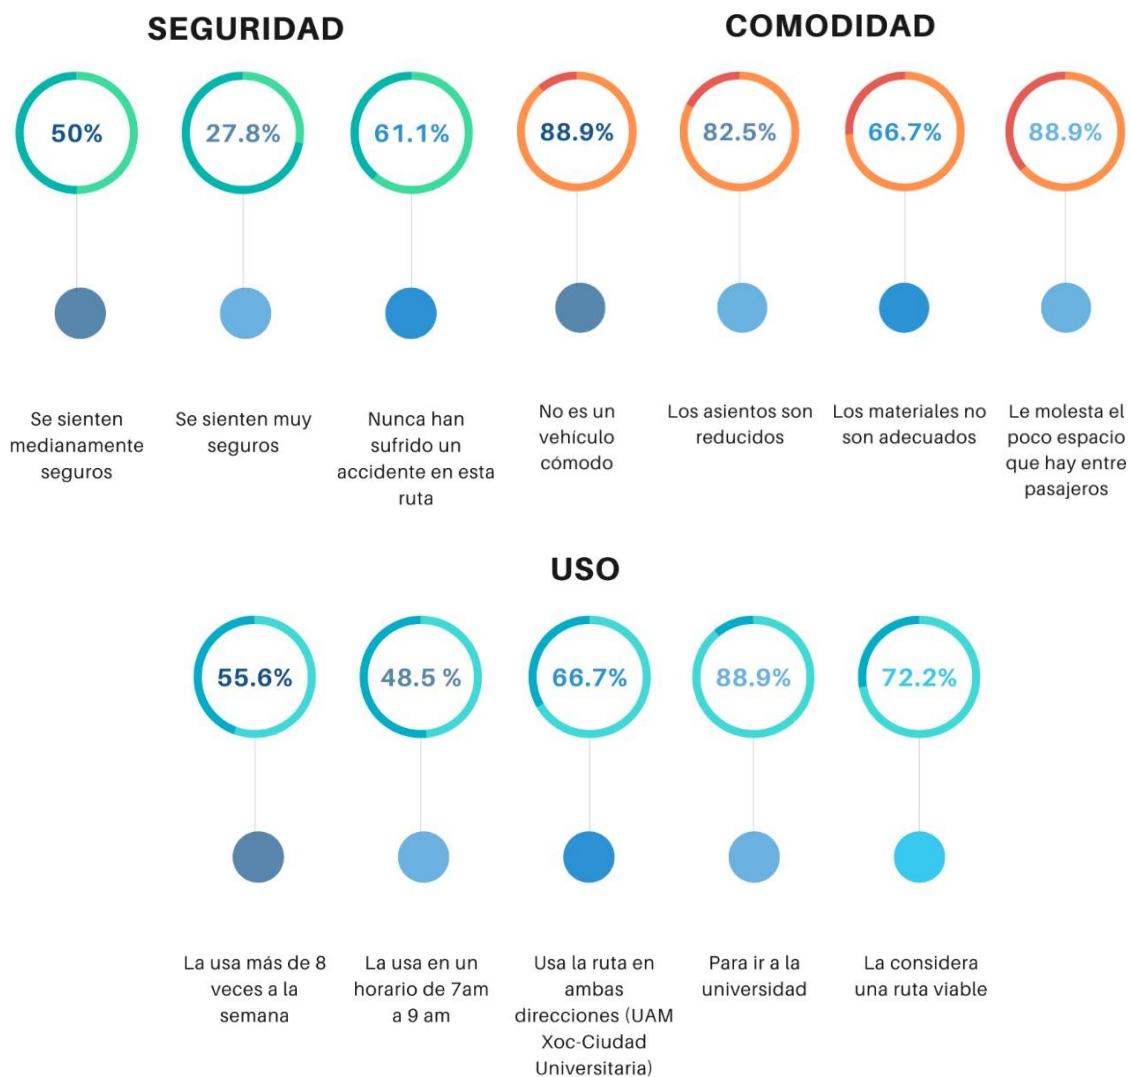 SEGURIDAD
50%
27.8%
61.1%
Se sienten
medianamente
seguros
Se sienten muy
seguros
Nunca han
sufrido un
accidente en esta
ruta
COMODIDAD
88.9%
82.5%
66.7%
88.9%
No es un
vehículo
cómodo
Los asientos son
reducidos
Los materiales no
son adecuados
Le molesta el
poco espacio
que hay entre
pasajeros
USO
55.6%
48.5 %
66.7%
88.9%
72.2%
La usa más de 8
veces a la
semana
La usa en un
horario de 7am
a 9 am
Usa la ruta en
ambas
direcciones (UAM
Xoc-Ciudad
Universitaria)
Para ir a la
universidad
La considera
una ruta viable